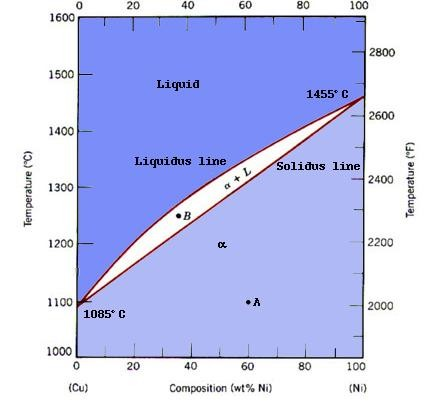 0 20 40 60 80 100
1600
1500
1400
1300
1200
1100
1000
Temperature (°C)
2800
2600
2400
2200
2000
Temperature (°F)
Liquid
1455°C
Liquidus line
Solidus line
α + L
B
α
A
1085°C
0 20 40 60 80 100
(Cu) Composition (wt% Ni) (Ni)